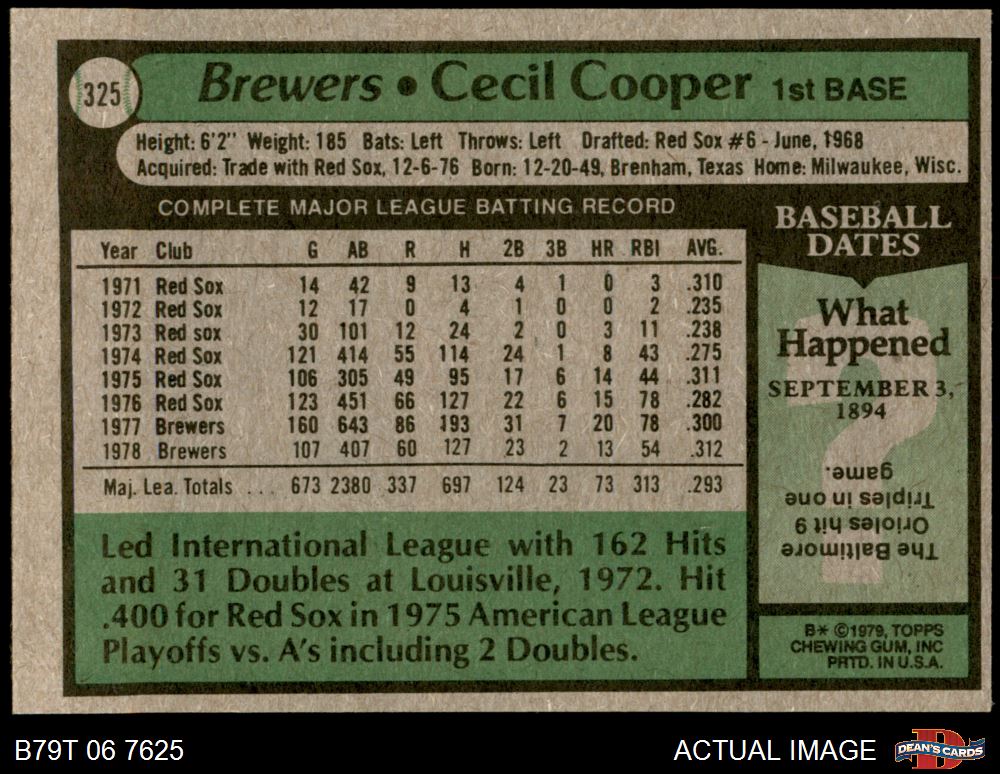 325
Brewers • Cecil Cooper 1st BASE
Height: 6'2" Weight: 185 Bats: Left Throws: Left Drafted: Red Sox #6 - June, 1968
Acquired: Trade with Red Sox, 12-6-76 Born: 12-20-49, Brenham, Texas Home: Milwaukee, Wisc.
COMPLETE MAJOR LEAGUE BATTING RECORD
Year Club G AB R H 2B 3B HR RBI AVG.
1971 Red Sox 14 42 9 13 4 1 0 3 .310
1972 Red Sox 12 17 0 4 1 0 0 2 .235
1973 Red sox 30 101 12 24 2 0 3 11 .238
1974 Red Sox 121 414 55 114 24 1 8 43 .275
1975 Red Sox 106 305 49 95 17 6 14 44 .311
1976 Red Sox 123 451 66 127 22 6 15 78 .282
1977 Brewers 160 643 86 193 31 7 20 78 .300
1978 Brewers 107 407 60 127 23 2 13 54 .312
Maj. Lea. Totals ... 673 2380 337 697 124 23 73 313 .293
Led International League with 162 Hits
and 31 Doubles at Louisville, 1972. Hit
.400 for Red Sox in 1975 American League
Playoffs vs. A's including 2 Doubles.
BASEBALL
DATES
What
Happened
SEPTEMBER 3,
1894
The Baltimore
Orioles hit 9
Triples in one
game.
B* ©1979, TOPPS
CHEWING GUM, INC
PRTD. IN U.S.A.
B79T 06 7625
ACTUAL IMAGE
D
DEAN'S CARDS